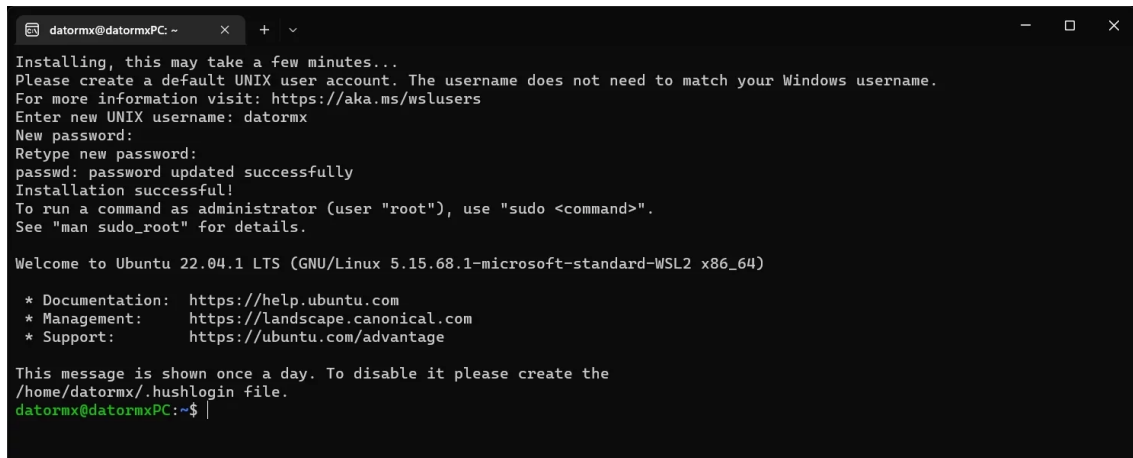 datormx@datormxPC: ~
Installing, this may take a few minutes...
Please create a default UNIX user account. The username does not need to match your Windows username.
For more information visit: https://aka.ms/wslusers
Enter new UNIX username: datormx
New password:
Retype new password:
passwd: password updated successfully
Installation successful!
To run a command as administrator (user "root"), use "sudo <command>".
See "man sudo_root" for details.
Welcome to Ubuntu 22.04.1 LTS (GNU/Linux 5.15.68.1-microsoft-standard-WSL2 x86_64)
* Documentation:  https://help.ubuntu.com
* Management:     https://landscape.canonical.com
* Support:        https://ubuntu.com/advantage
This message is shown once a day. To disable it please create the
/home/datormx/.hushlogin file.
datormx@datormxPC:~$